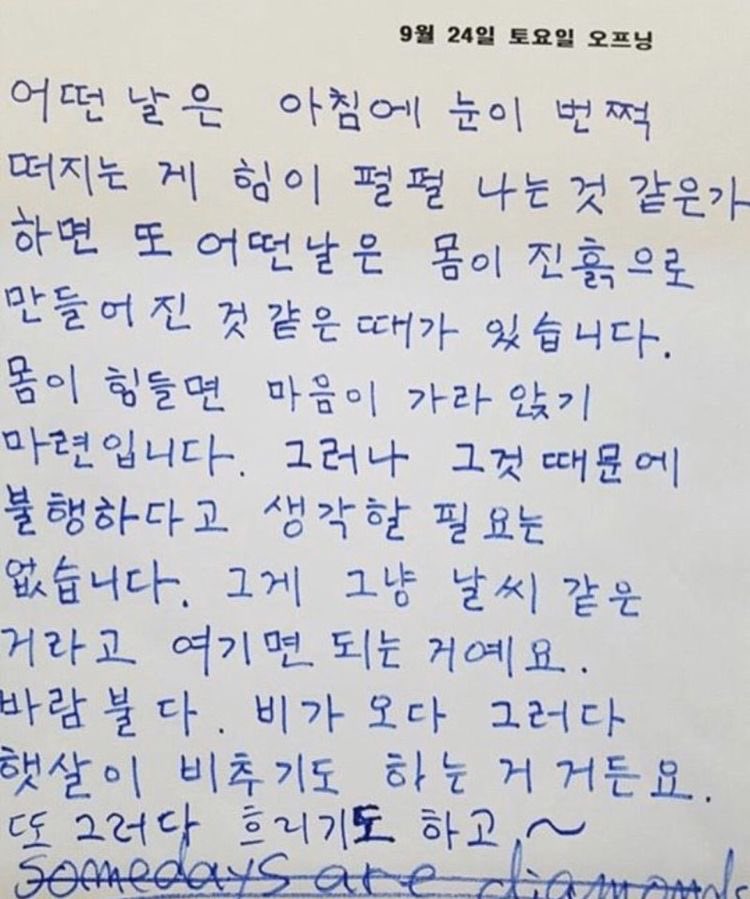 9월 24일 토요일 오프닝
어떤 날은 아침에 눈이 번쩍
떠지는 게 힘이 펄펄 나는 것 같은가
하면 또 어떤날은 몸이 진흙으로
만들어 진 것 같은 때가 있습니다.
몸이 힘들면 마음이 가라 앉기
마련입니다. 그러나 그것 때문에
불행하다고 생각할 필요는
없습니다. 그게 그냥 날씨 같은
거라고 여기면 되는 거예요.
바람 불다. 비가 오다 그러다
햇살이 비추기도 하는 거 거든요.
또 그러다 흐리기도 하고 ~
somedays are diamonds